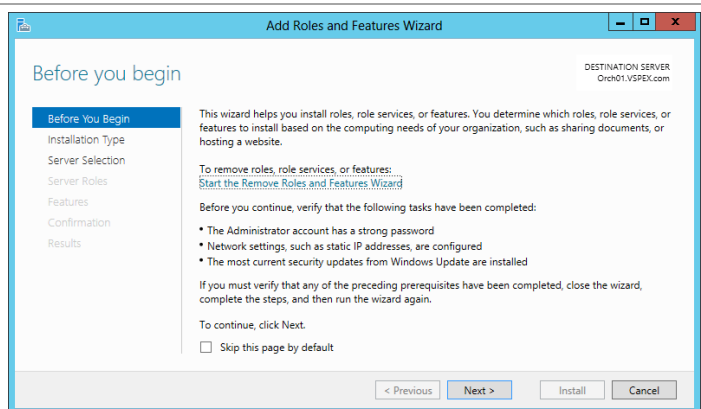 Add Roles and Features Wizard
Before you begin
DESTINATION SERVER
Orch01.VSPEX.com
Before You Begin
Installation Type
Server Selection
Server Roles
Features
Confirmation
Results
This wizard helps you install roles, role services, or features. You determine which roles, role services, or
features to install based on the computing needs of your organization, such as sharing documents, or
hosting a website.
To remove roles, role services, or features:
Start the Remove Roles and Features Wizard
Before you continue, verify that the following tasks have been completed:
• The Administrator account has a strong password
• Network settings, such as static IP addresses, are configured
• The most current security updates from Windows Update are installed
If you must verify that any of the preceding prerequisites have been completed, close the wizard,
complete the steps, and then run the wizard again.
To continue, click Next.
Skip this page by default
< Previous
Next >
Install
Cancel